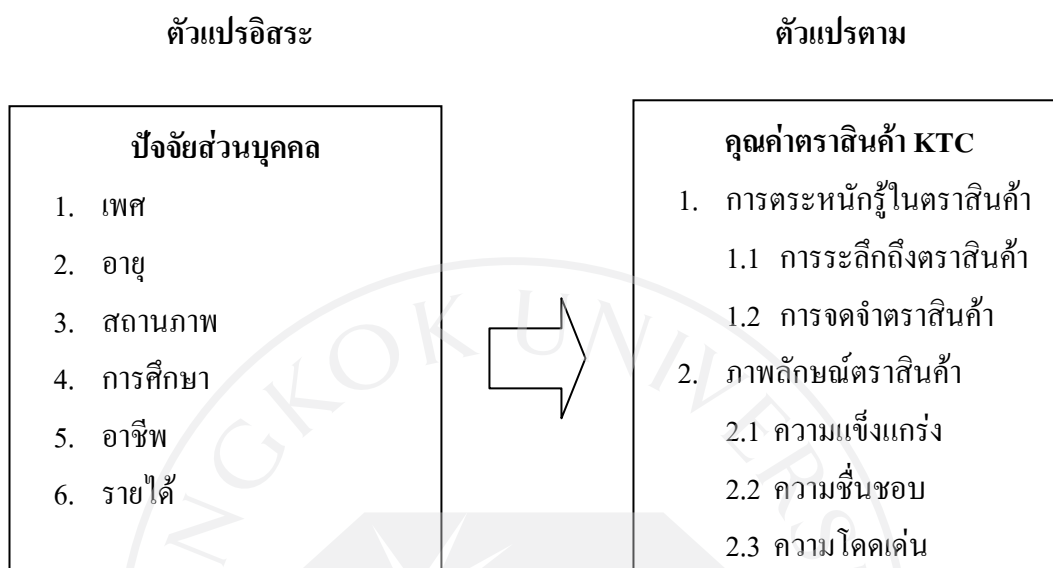 ตัวแปรอิสระ
ตัวแปรตาม
ปัจจัยส่วนบุคคล
1. เพศ
2. อายุ
3. สถานภาพ
4. การศึกษา
5. อาชีพ
6. รายได้
คุณค่าตราสินค้า KTC
1. การตระหนักรู้ในตราสินค้า
1.1 การระลึกถึงตราสินค้า
1.2 การจดจำตราสินค้า
2. ภาพลักษณ์ตราสินค้า
2.1 ความแข็งแกร่ง
2.2 ความชื่นชอบ
2.3 ความโดดเด่น
NGKOK UNIVERS